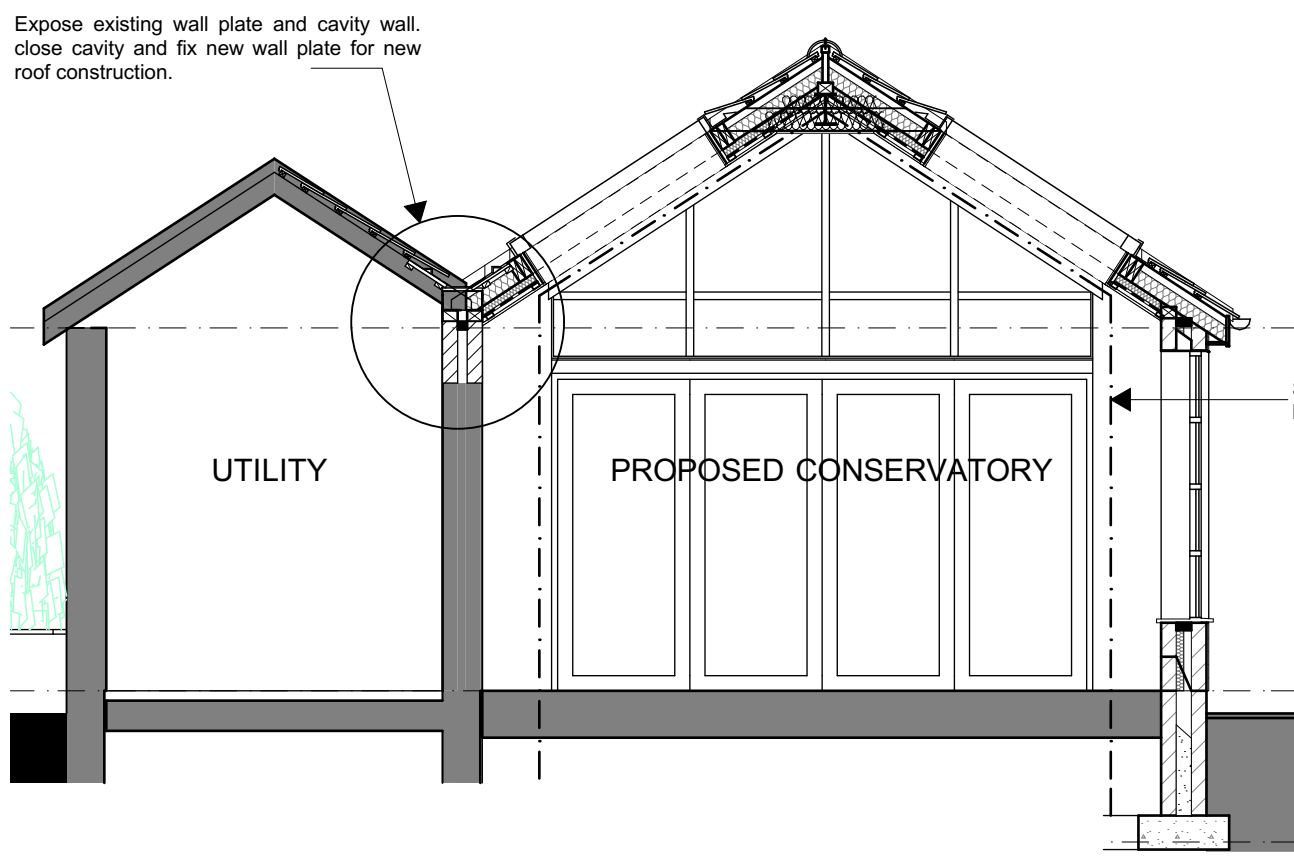 Expose existing wall plate and cavity wall.
close cavity and fix new wall plate for new
roof construction.
UTILITY
PROPOSED CONSERVATORY